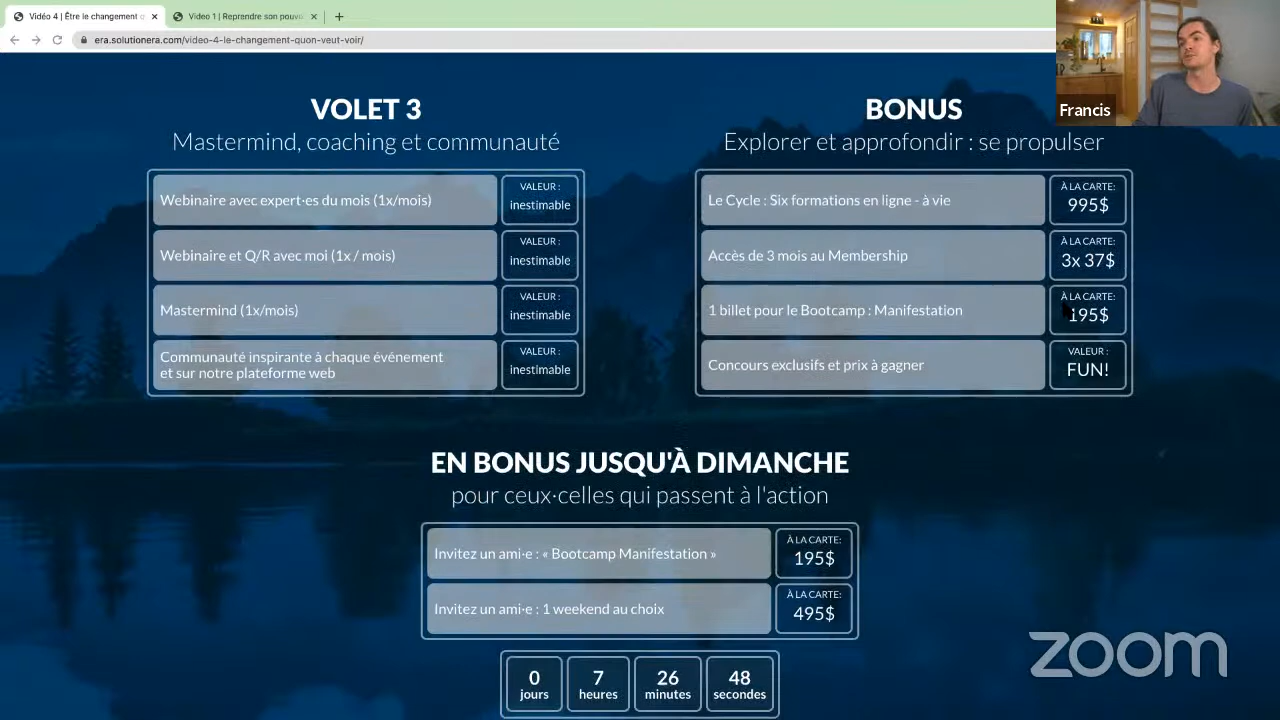 Vidéo 4 | Être le changement q
Video 1 | Reprendre son pouvo
era.solutionera.com/video-4-le-changement-quon-veut-voir/
Francis
VOLET 3
Mastermind, coaching et communauté
Webinaire avec expert·es du mois (1x/mois)
VALEUR :
inestimable
Webinaire et Q/R avec moi (1x / mois)
VALEUR :
inestimable
Mastermind (1x/mois)
VALEUR :
inestimable
Communauté inspirante à chaque événement
et sur notre plateforme web
VALEUR :
inestimable
BONUS
Explorer et approfondir : se propulser
Le Cycle : Six formations en ligne - à vie
À LA CARTE:
995$
Accès de 3 mois au Membership
À LA CARTE:
3x 37$
1 billet pour le Bootcamp : Manifestation
À LA CARTE:
195$
Concours exclusifs et prix à gagner
VALEUR :
FUN!
EN BONUS JUSQU'À DIMANCHE
pour ceux·celles qui passent à l'action
Invitez un ami·e : « Bootcamp Manifestation »
À LA CARTE:
195$
Invitez un ami·e : 1 weekend au choix
À LA CARTE:
495$
0 7 26 48
jours heures minutes secondes
zoom